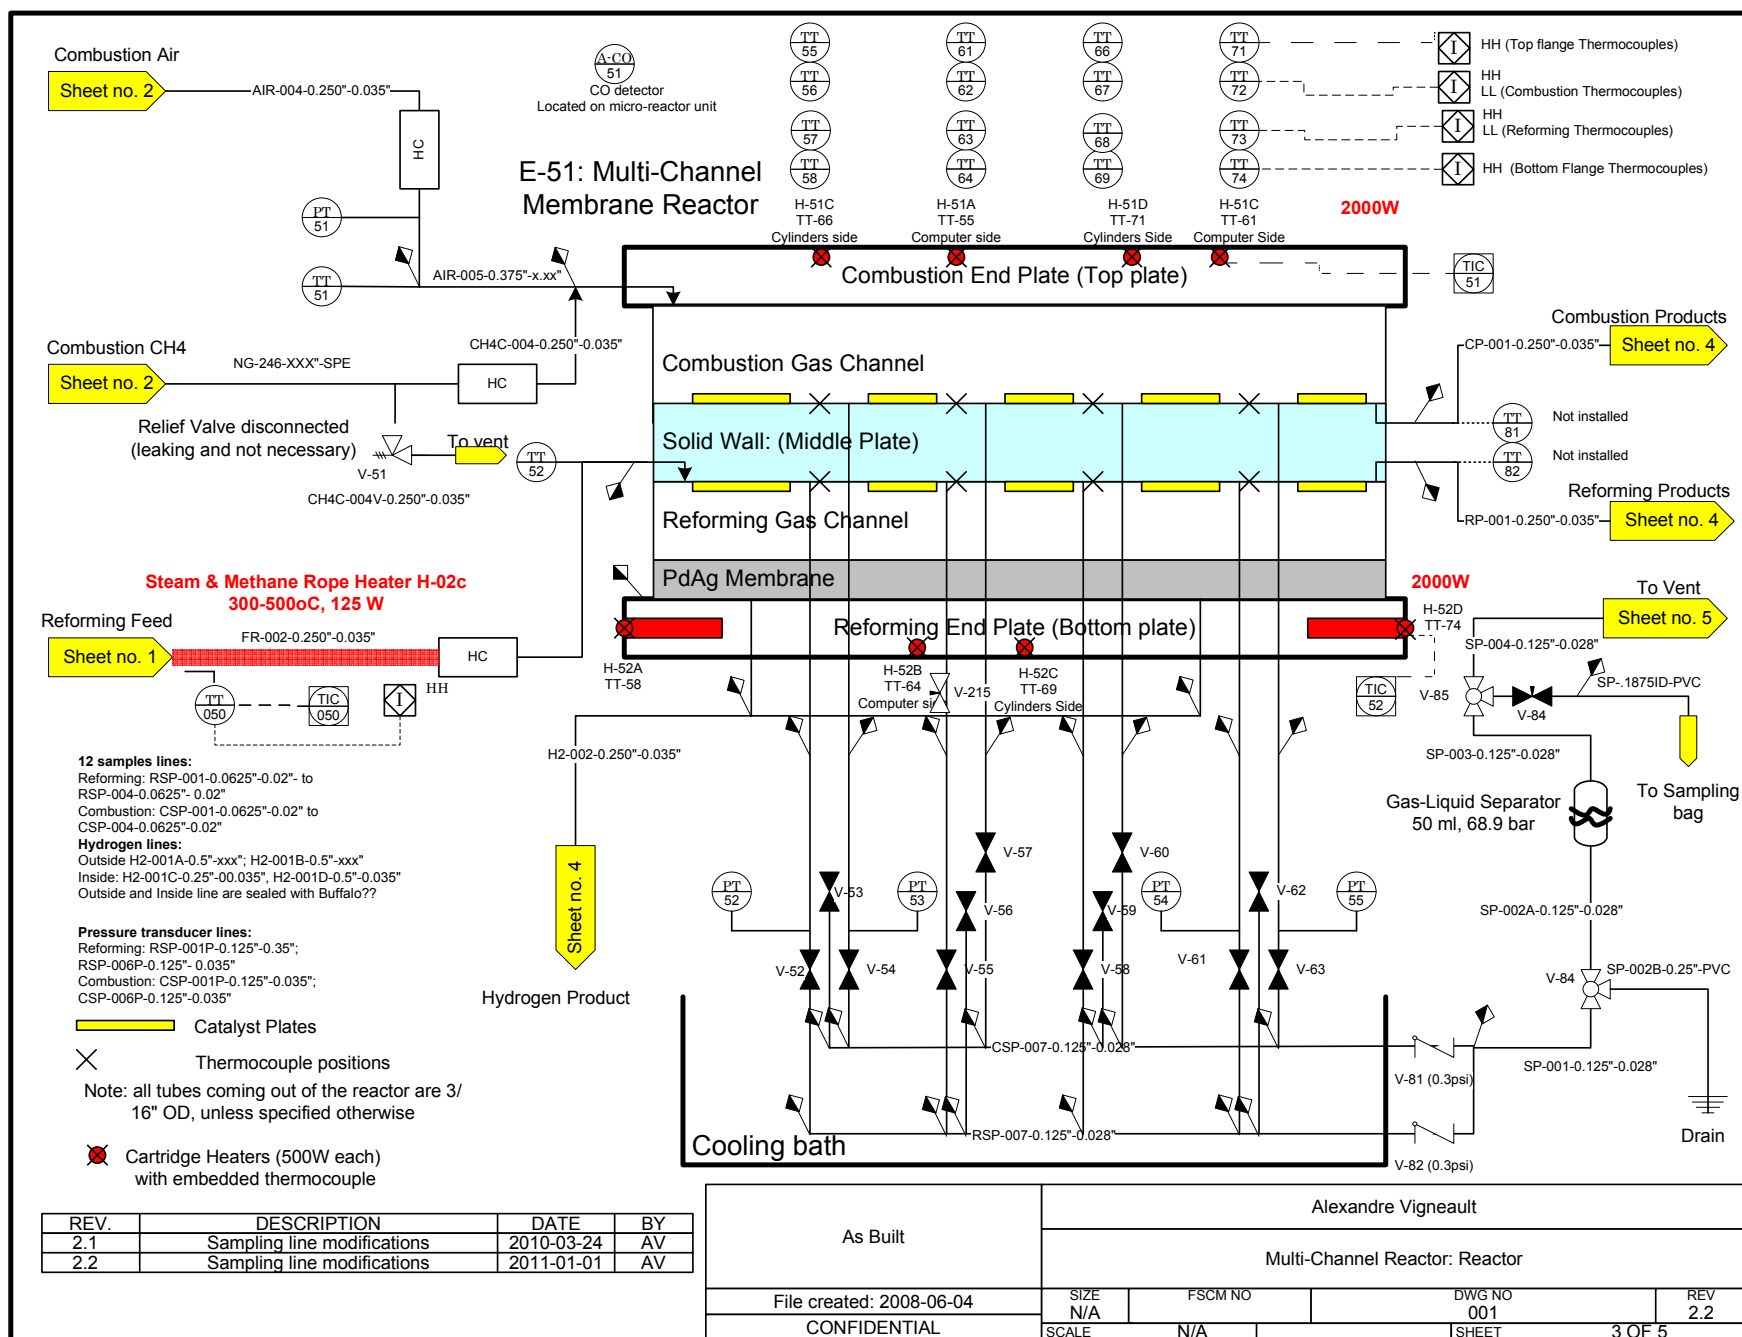 Combustion Air
Sheet no. 2
AIR-004-0.250"-0.035"
HC
A-CO
51
CO detector
Located on micro-reactor unit
TT
55
TT
61
TT
66
TT
71
HH (Top flange Thermocouples)
I
TT
56
TT
62
TT
67
TT
72
HH
LL (Combustion Thermocouples)
I
TT
57
TT
63
TT
68
TT
73
HH
LL (Reforming Thermocouples)
I
TT
58
TT
64
TT
69
TT
74
HH (Bottom Flange Thermocouples)
I
E-51: Multi-Channel
Membrane Reactor
H-51C
TT-66
Cylinders side
H-51A
TT-55
Computer side
H-51D
TT-71
Cylinders Side
H-51C
TT-61
Computer Side
2000W
PT
51
TT
51
AIR-005-0.375"-x.xx"
Combustion End Plate (Top plate)
TIC
51
Combustion CH4
Sheet no. 2
NG-246-XXX"-SPE
HC
CH4C-004-0.250"-0.035"
Combustion Gas Channel
Combustion Products
CP-001-0.250"-0.035"
Sheet no. 4
Relief Valve disconnected
(leaking and not necessary)
V-51
To vent
CH4C-004V-0.250"-0.035"
TT
52
Solid Wall: (Middle Plate)
TT
81
Not installed
TT
82
Not installed
Reforming Gas Channel
Reforming Products
RP-001-0.250"-0.035"
Sheet no. 4
PdAg Membrane
Steam & Methane Rope Heater H-02c
300-500oC, 125 W
Reforming Feed
Sheet no. 1
FR-002-0.250"-0.035"
HC
TT
050
TIC
050
I
HH
Reforming End Plate (Bottom plate)
2000W
H-52D
TT-74
H-52A
TT-58
H-52B
TT-64
Computer si
V-215
H-52C
TT-69
Cylinders Side
TIC
52
To Vent
Sheet no. 5
SP-004-0.125"-0.028"
V-85
V-84
SP-.1875ID-PVC
To Sampling
bag
SP-003-0.125"-0.028"
Gas-Liquid Separator
50 ml, 68.9 bar
H2-002-0.250"-0.035"
Sheet no. 4
Hydrogen Product
12 samples lines:
Reforming: RSP-001-0.0625"-0.02"- to
RSP-004-0.0625"- 0.02"
Combustion: CSP-001-0.0625"-0.02" to
CSP-004-0.0625"-0.02"
Hydrogen lines:
Outside H2-001A-0.5"-xxx"; H2-001B-0.5"-xxx"
Inside: H2-001C-0.25"-00.035", H2-001D-0.5"-0.035"
Outside and Inside line are sealed with Buffalo??
Pressure transducer lines:
Reforming: RSP-001P-0.125"-0.35";
RSP-006P-0.125"- 0.035"
Combustion: CSP-001P-0.125"-0.035";
CSP-006P-0.125"-0.035"
Catalyst Plates
Thermocouple positions
Note: all tubes coming out of the reactor are 3/
16" OD, unless specified otherwise
Cartridge Heaters (500W each)
with embedded thermocouple
PT
52
V-53
PT
53
V-57
V-56
V-60
V-59
PT
54
V-62
PT
55
V-52
V-54
V-55
V-58
V-61
V-63
SP-002A-0.125"-0.028"
V-84
SP-002B-0.25"-PVC
CSP-007-0.125"-0.028"
V-81 (0.3psi)
SP-001-0.125"-0.028"
RSP-007-0.125"-0.028"
V-82 (0.3psi)
Drain
Cooling bath
REV. DESCRIPTION DATE BY
2.1 Sampling line modifications 2010-03-24 AV
2.2 Sampling line modifications 2011-01-01 AV
As Built
Alexandre Vigneault
Multi-Channel Reactor: Reactor
File created: 2008-06-04
CONFIDENTIAL
SIZE
N/A
FSCM NO
DWG NO
001
REV
2.2
SCALE N/A
SHEET 3 OF 5